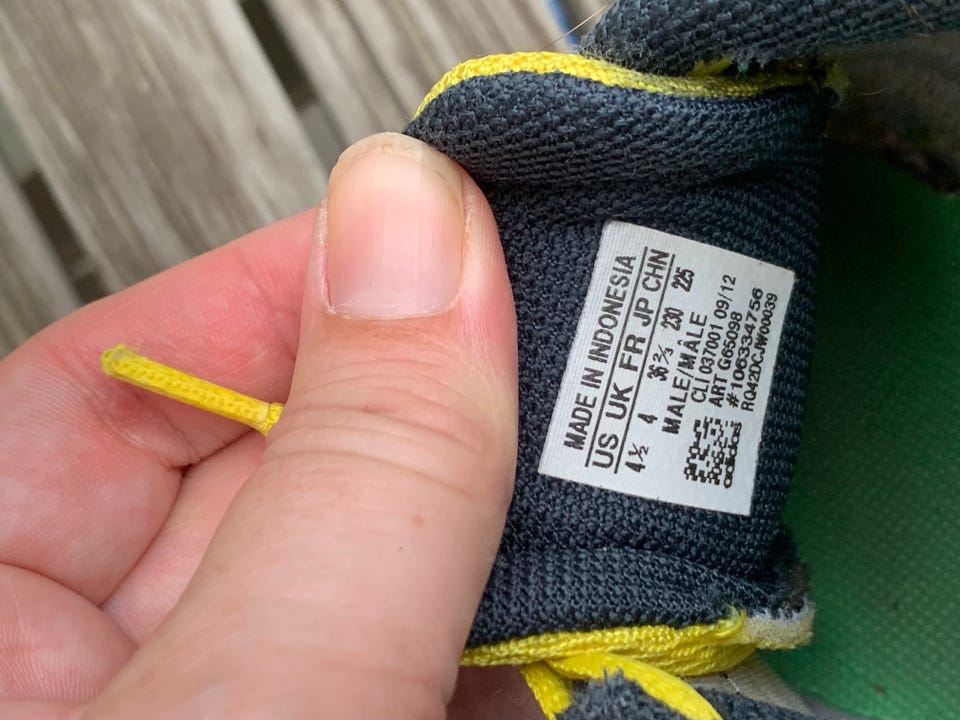 MADE IN INDONESIA
US UK FR JP CHN
4½ 4 36⅔ 230 225
MALE/MÂLE
CLI 037001 09/12
ART G65098
# 106334756
adidas RQ42DCJW00039